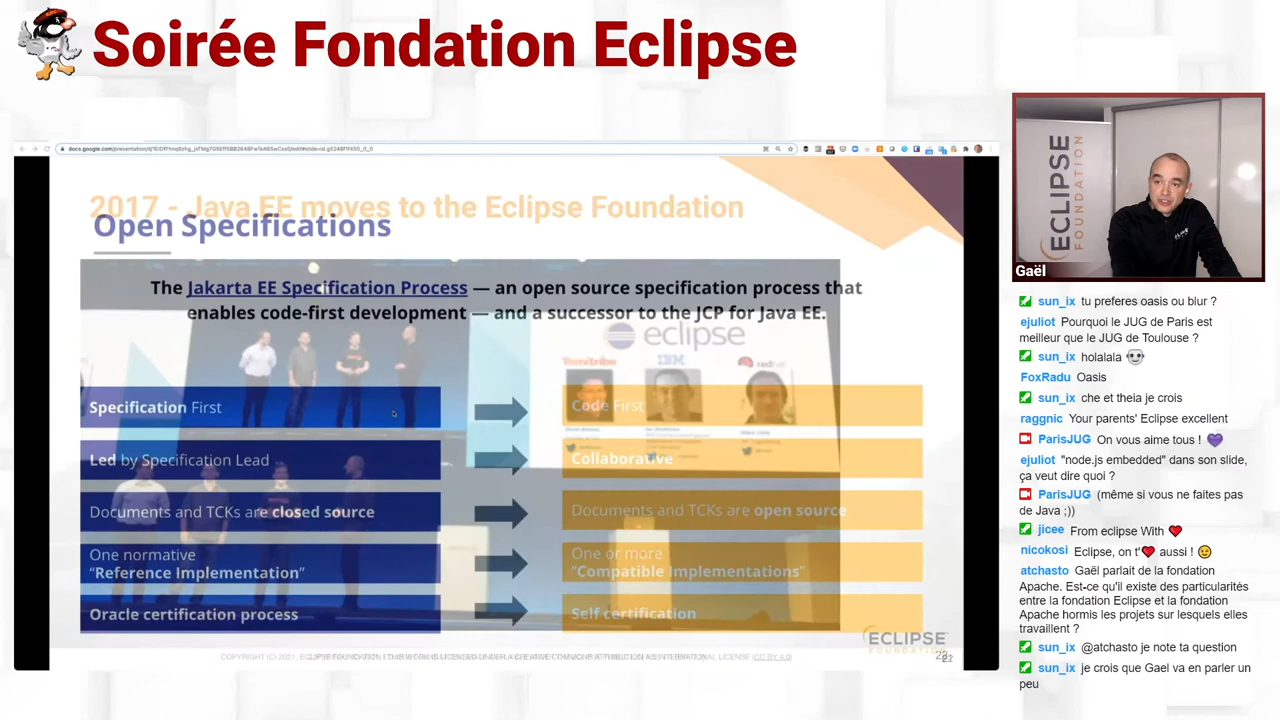 Soirée Fondation Eclipse
2017 - Java EE moves to the Eclipse Foundation
Open Specifications
The Jakarta EE Specification Process — an open source specification process that
enables code-first development — and a successor to the JCP for Java EE.
eclipse
Tomitribe
IBM
redhat
Specification First
Code First
Led by Specification Lead
Collaborative
Documents and TCKs are closed source
Documents and TCKs are open source
One normative
“Reference Implementation”
One or more
“Compatible Implementations”
Oracle certification process
Self certification
ECLIPSE
FOUNDATION
ECLIPSE
FOUNDATION
Gaël
sun_ix tu preferes oasis ou blur ?
ejuliot Pourquoi le JUG de Paris est
meilleur que le JUG de Toulouse ?
sun_ix holalala
FoxRadu Oasis
sun_ix che et theia je crois
raggnic Your parents' Eclipse excellent
ParisJUG On vous aime tous ! 💜
ejuliot "node.js embedded" dans son slide,
ça veut dire quoi ?
ParisJUG (même si vous ne faites pas
de Java ;))
jicee From eclipse With ❤️
nicokosi Eclipse, on t'❤️ aussi ! 😉
atchasto Gaël parlait de la fondation
Apache. Est-ce qu'il existe des particularités
entre la fondation Eclipse et la fondation
Apache hormis les projets sur lesquels elles
travaillent ?
sun_ix @atchasto je note ta question
sun_ix je crois que Gael va en parler un
peu